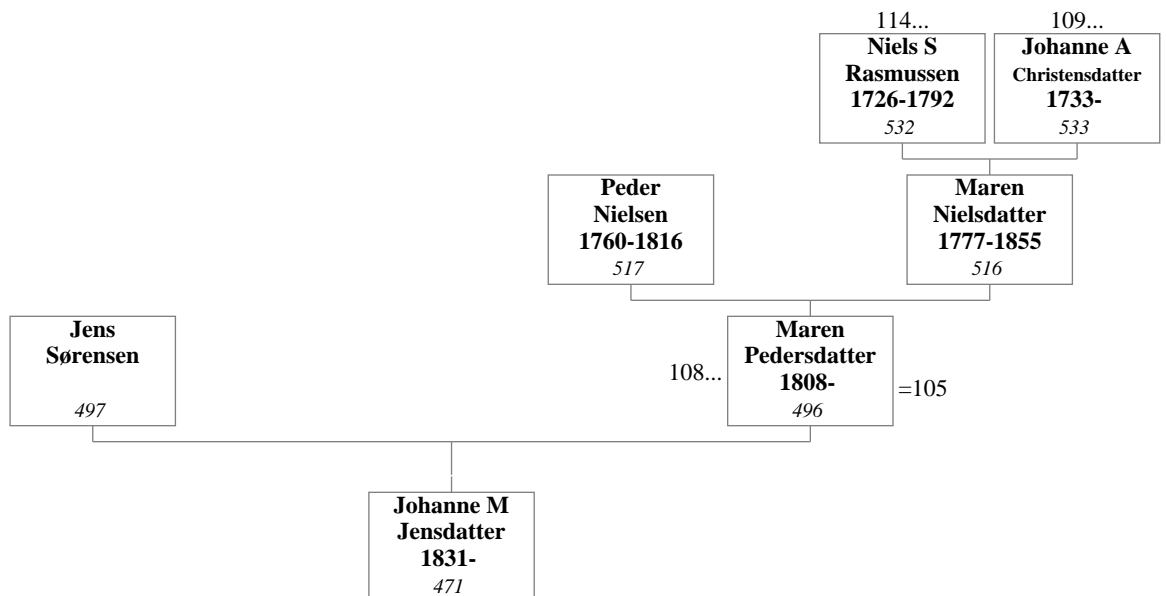 114...
109...
Niels S
Rasmussen
1726-1792
532
Johanne A
Christensdatter
1733-
533
Peder
Nielsen
1760-1816
517
Maren
Nielsdatter
1777-1855
516
Jens
Sørensen
497
108...
Maren
Pedersdatter
1808-
496
=105
Johanne M
Jensdatter
1831-
471